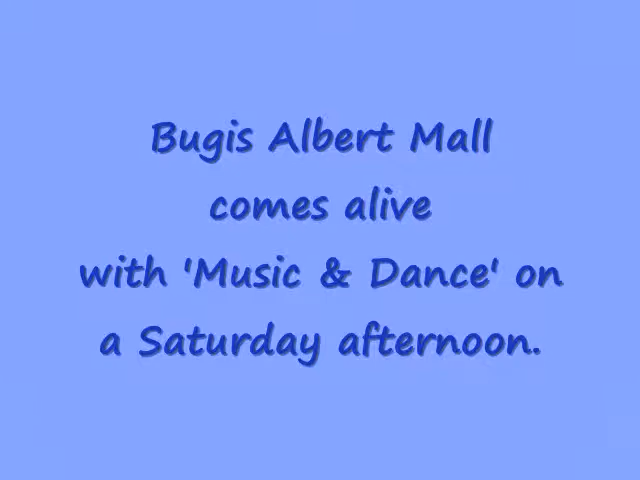 Bugis Albert Mall
comes alive
with 'Music & Dance' on
a Saturday afternoon.